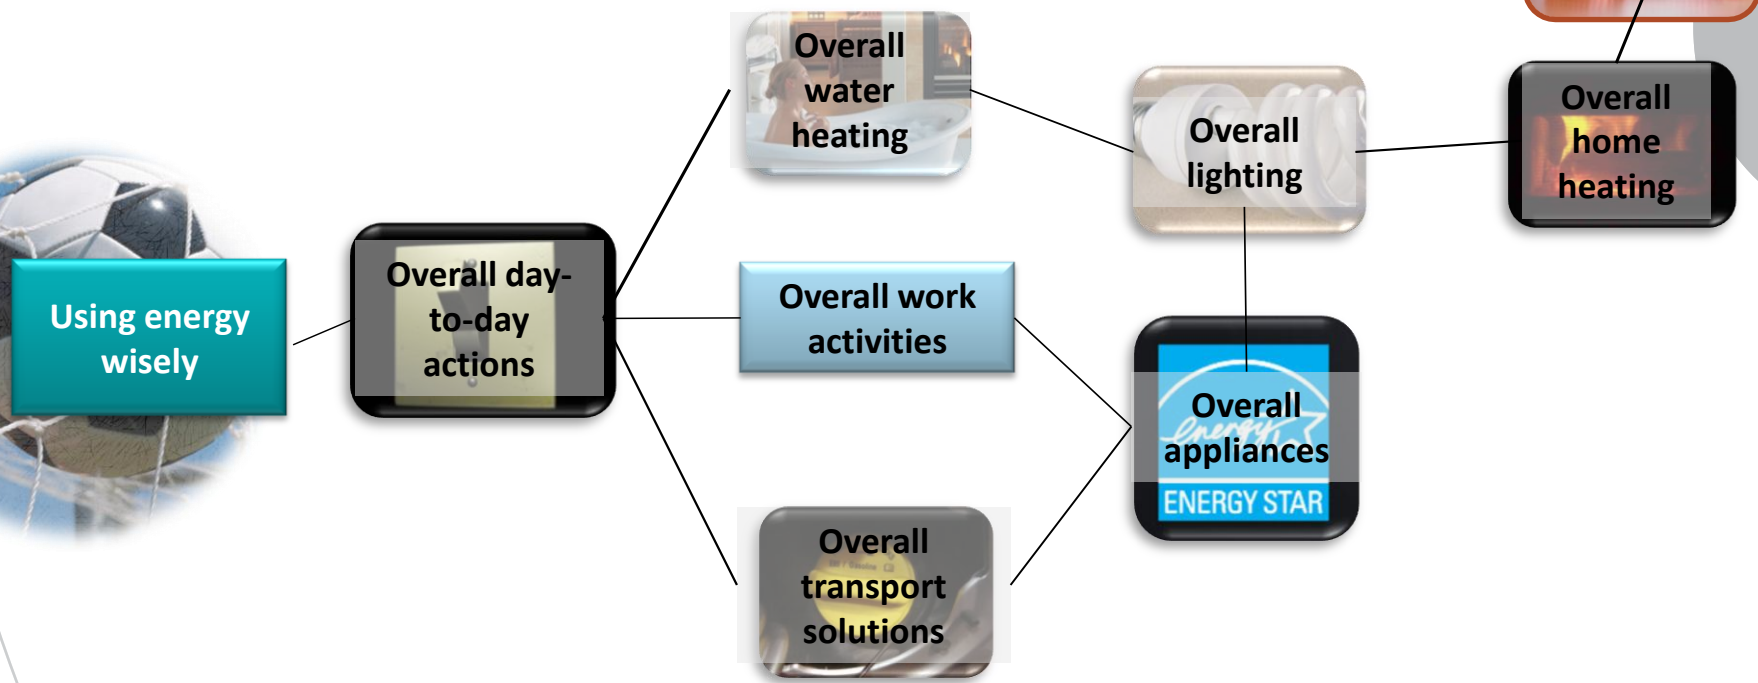 Overall
water
heating
Overall
lighting
Overall
home
heating
Using energy
wisely
Overall day-
to-day
actions
Overall work
activities
Overall
appliances
energy
ENERGY STAR
Overall
transport
solutions